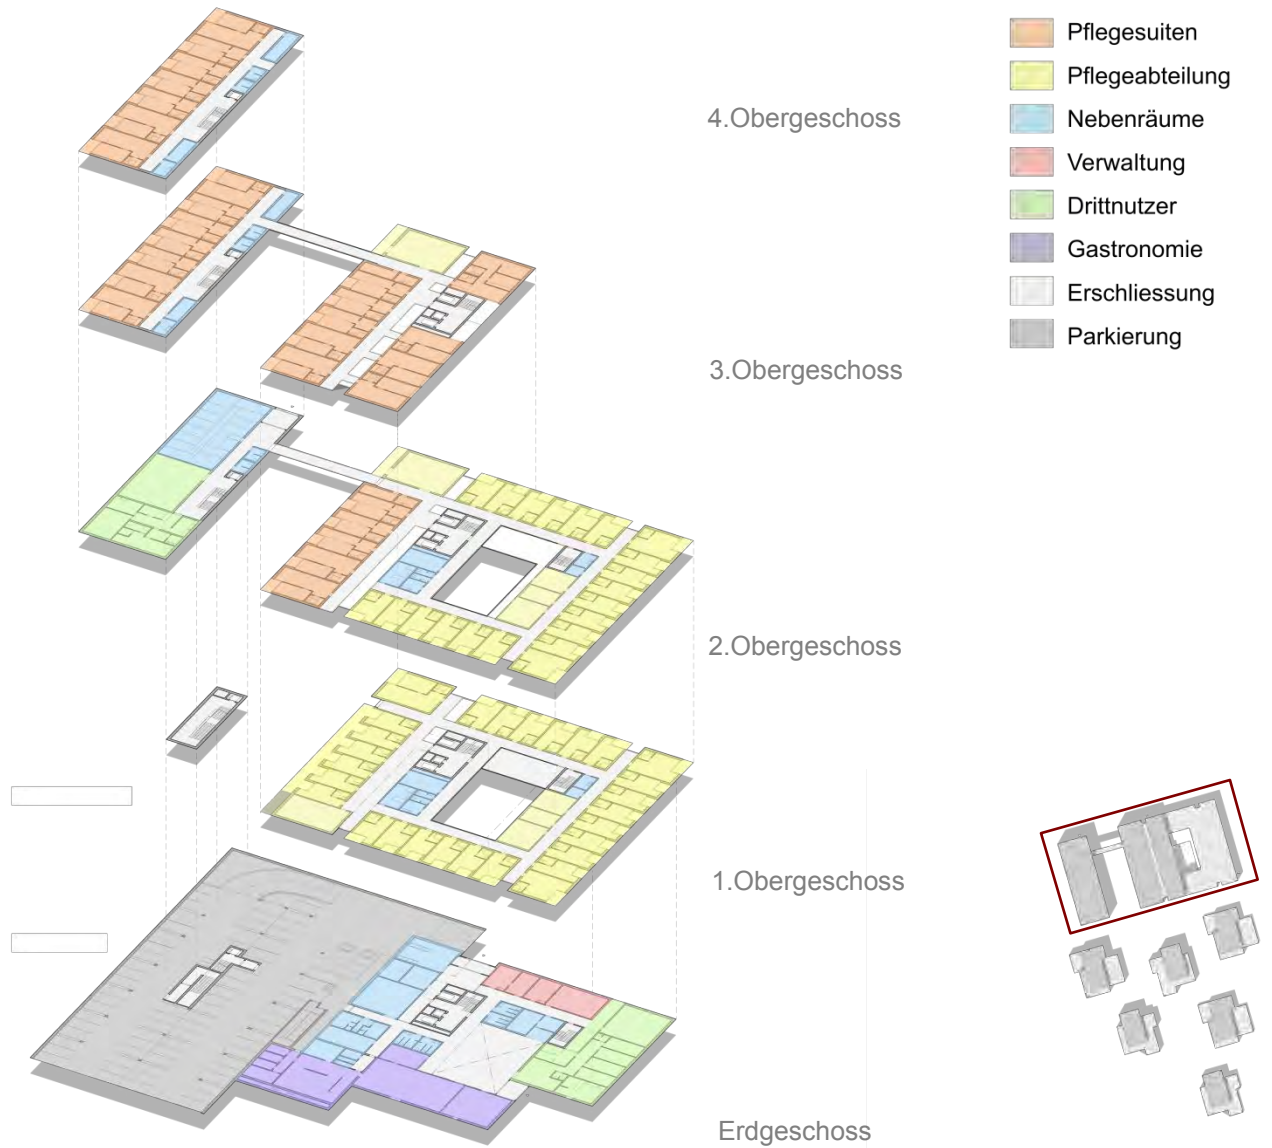 Pflegesuiten
Pflegeabteilung
Nebenräume
Verwaltung
Drittnutzer
Gastronomie
Erschliessung
Parkierung
4.Obergeschoss
3.Obergeschoss
2.Obergeschoss
1.Obergeschoss
Erdgeschoss